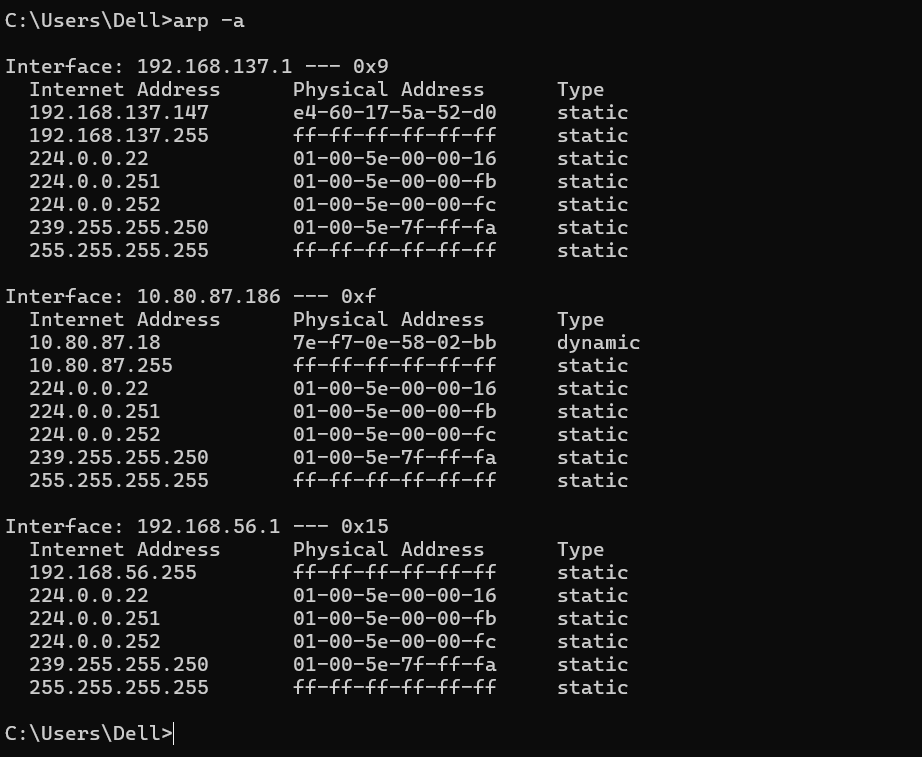 C:\Users\Dell>arp -a
Interface: 192.168.137.1 --- 0x9
  Internet Address      Physical Address      Type
  192.168.137.147       e4-60-17-5a-52-d0     static
  192.168.137.255       ff-ff-ff-ff-ff-ff     static
  224.0.0.22            01-00-5e-00-00-16     static
  224.0.0.251           01-00-5e-00-00-fb     static
  224.0.0.252           01-00-5e-00-00-fc     static
  239.255.255.250       01-00-5e-7f-ff-fa     static
  255.255.255.255       ff-ff-ff-ff-ff-ff     static
Interface: 10.80.87.186 --- 0xf
  Internet Address      Physical Address      Type
  10.80.87.18           7e-f7-0e-58-02-bb     dynamic
  10.80.87.255          ff-ff-ff-ff-ff-ff     static
  224.0.0.22            01-00-5e-00-00-16     static
  224.0.0.251           01-00-5e-00-00-fb     static
  224.0.0.252           01-00-5e-00-00-fc     static
  239.255.255.250       01-00-5e-7f-ff-fa     static
  255.255.255.255       ff-ff-ff-ff-ff-ff     static
Interface: 192.168.56.1 --- 0x15
  Internet Address      Physical Address      Type
  192.168.56.255        ff-ff-ff-ff-ff-ff     static
  224.0.0.22            01-00-5e-00-00-16     static
  224.0.0.251           01-00-5e-00-00-fb     static
  224.0.0.252           01-00-5e-00-00-fc     static
  239.255.255.250       01-00-5e-7f-ff-fa     static
  255.255.255.255       ff-ff-ff-ff-ff-ff     static
C:\Users\Dell>